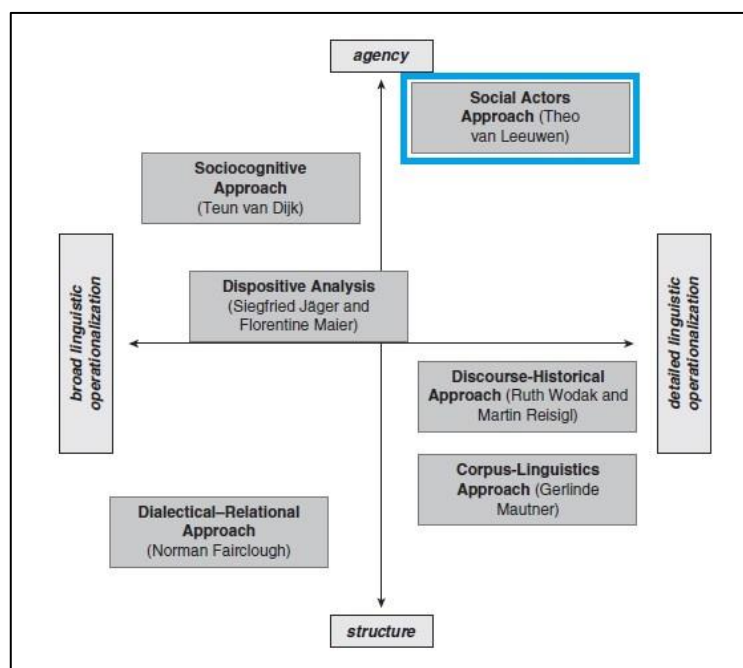 agency
Social Actors
Approach (Theo
van Leeuwen)
Sociocognitive
Approach
(Teun van Dijk)
broad linguistic
operationalization
Dispositive Analysis
(Siegfried Jäger and
Florentine Maier)
detailed linguistic
operationalization
Discourse-Historical
Approach (Ruth Wodak and
Martin Reisigl)
Corpus-Linguistics
Approach (Gerlinde
Mautner)
Dialectical–Relational
Approach
(Norman Fairclough)
structure